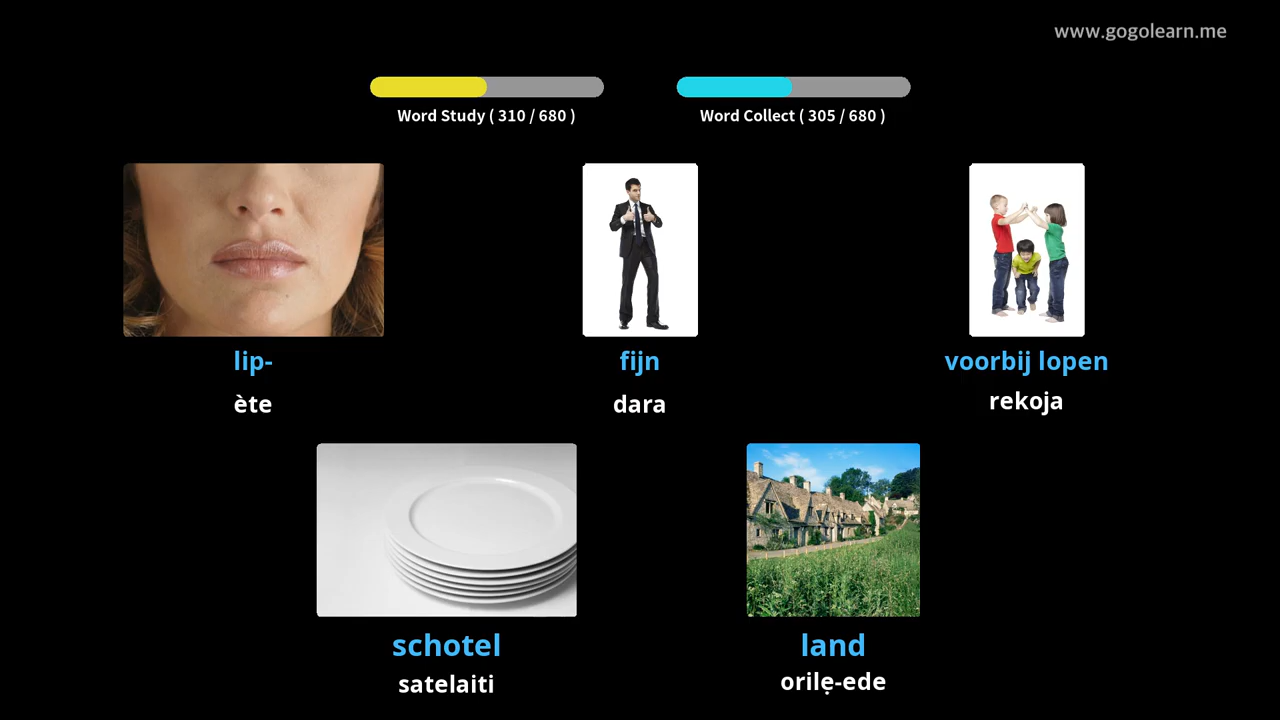 www.gogolearn.me
Word Study ( 310 / 680 )
Word Collect ( 305 / 680 )
lip-
ète
fijn
dara
voorbij lopen
rekoja
schotel
satelaiti
land
orilẹ-ede